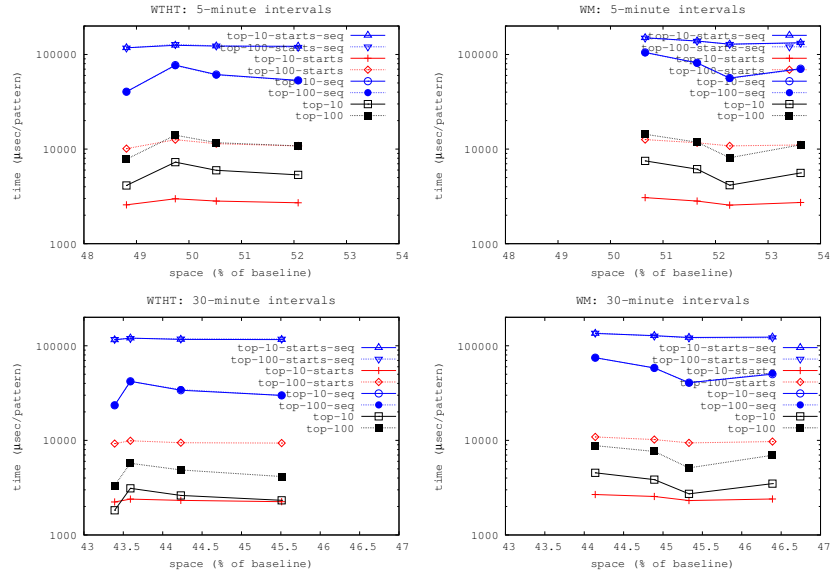 WTHT: 5-minute intervals
time (µsec/pattern)
100000
10000
1000
top-10-starts-seq
top-100-starts-seq
top-10-starts
top-100-starts
top-10-seq
top-100-seq
top-10
top-100
48 49 50 51 52 53 54
space (% of baseline)
WM: 5-minute intervals
time (µsec/pattern)
100000
10000
1000
top-10-starts-seq
top-100-starts-seq
top-10-starts
top-100-starts
top-10-seq
top-100-seq
top-10
top-100
48 49 50 51 52 53 54
space (% of baseline)
WTHT: 30-minute intervals
time (µsec/pattern)
100000
10000
1000
top-10-starts-seq
top-100-starts-seq
top-10-starts
top-100-starts
top-10-seq
top-100-seq
top-10
top-100
43 43.5 44 44.5 45 45.5 46 46.5 47
space (% of baseline)
WM: 30-minute intervals
time (µsec/pattern)
100000
10000
1000
top-10-starts-seq
top-100-starts-seq
top-10-starts
top-100-starts
top-10-seq
top-100-seq
top-10
top-100
43 43.5 44 44.5 45 45.5 46 46.5 47
space (% of baseline)